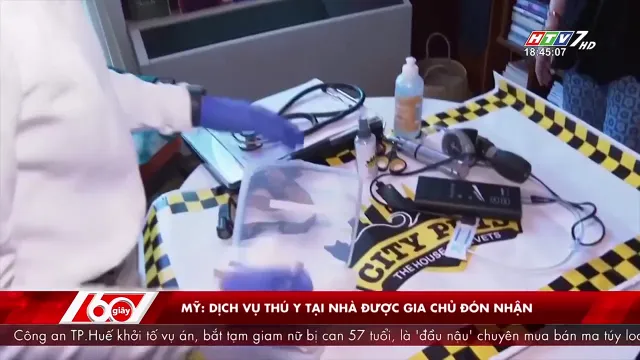 HTV7 HD
18:45:07
CITY P
THE HOUSE VETS
60 giây
MỸ: DỊCH VỤ THÚ Y TẠI NHÀ ĐƯỢC GIA CHỦ ĐÓN NHẬN
Công an TP.Huế khởi tố vụ án, bắt tạm giam nữ bị can 57 tuổi, là 'đầu nậu' chuyên mua bán ma túy lo